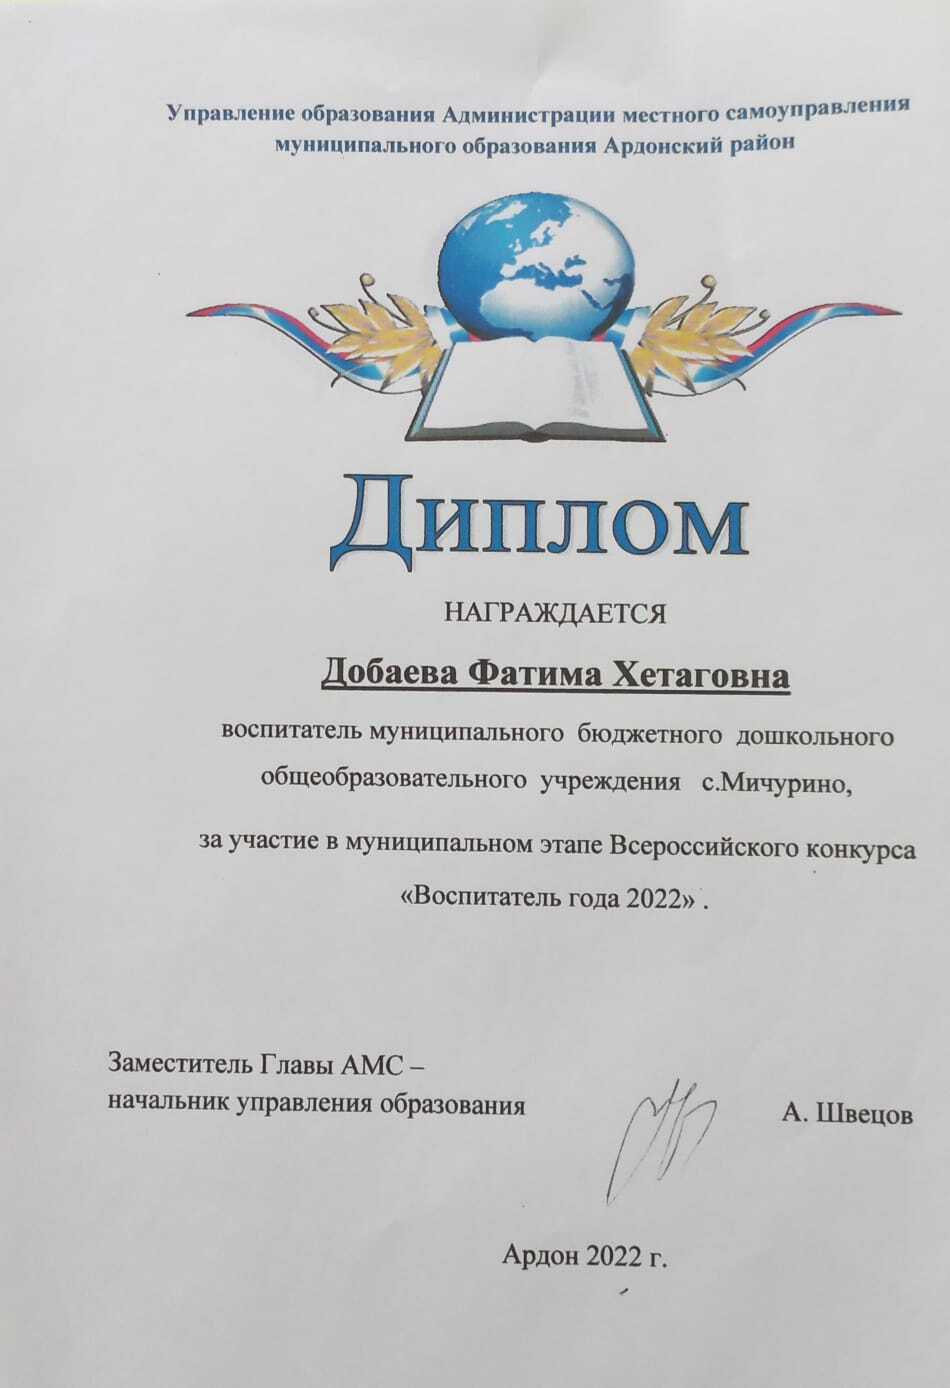 Управление образования Администрации местного самоуправления
муниципального образования Ардонский район
Диплом
НАГРАЖДАЕТСЯ
Добаева Фатима Хетаговна
воспитатель муниципального бюджетного дошкольного
общеобразовательного учреждения с.Мичурино,
за участие в муниципальном этапе Всероссийского конкурса
«Воспитатель года 2022» .
Заместитель Главы АМС –
начальник управления образования
А. Швецов
Ардон 2022 г.